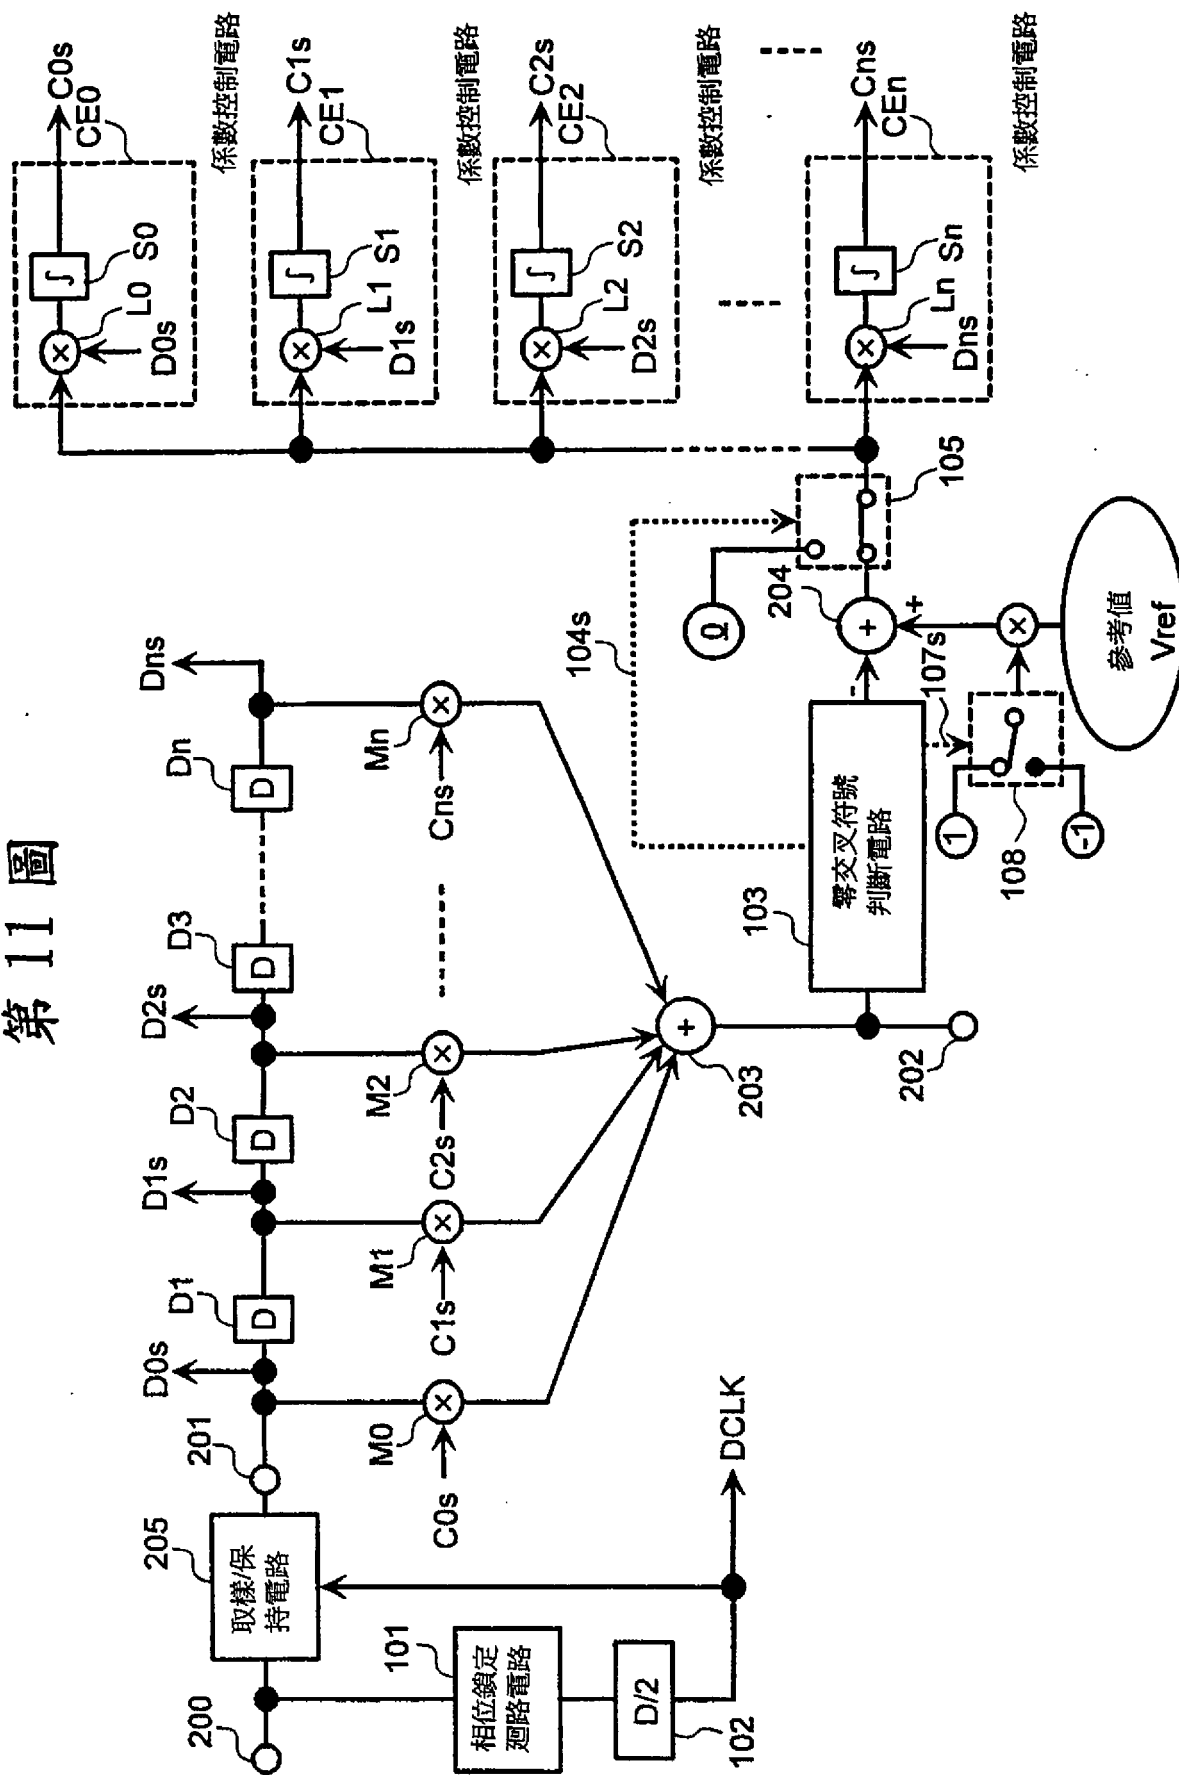 第 11 圖
200
取樣/保
持電路
205
201
相位鎖定
迴路電路
101
D/2
102
DCLK
D0s
D
D1
D1s
D
D2
D2s
D
D3
D
Dn
Dns
×
M0
C0s
×
M1
C1s
×
M2
C2s
×
Mn
Cns
+
203
202
零交叉符號
判斷電路
103
104s
107s
1
-1
108
×
參考值
Vref
+
-
+
204
0
105
×
L0
D0s
∫
S0
C0s
CE0
係數控制電路
×
L1
D1s
∫
S1
C1s
CE1
係數控制電路
×
L2
D2s
∫
S2
C2s
CE2
係數控制電路
×
Ln
Dns
∫
Sn
Cns
CEn
係數控制電路